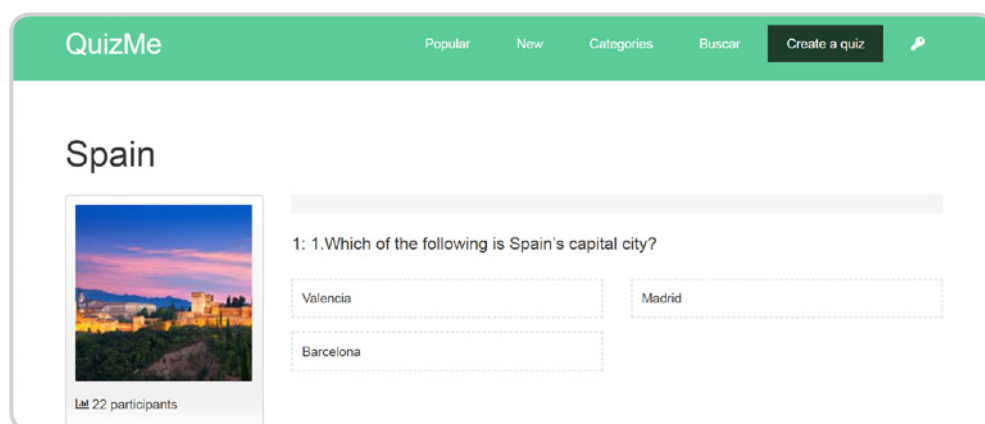 QuizMe Popular New Categories Buscar Create a quiz
Spain
1: 1.Which of the following is Spain's capital city?
Valencia Madrid
Barcelona
22 participants